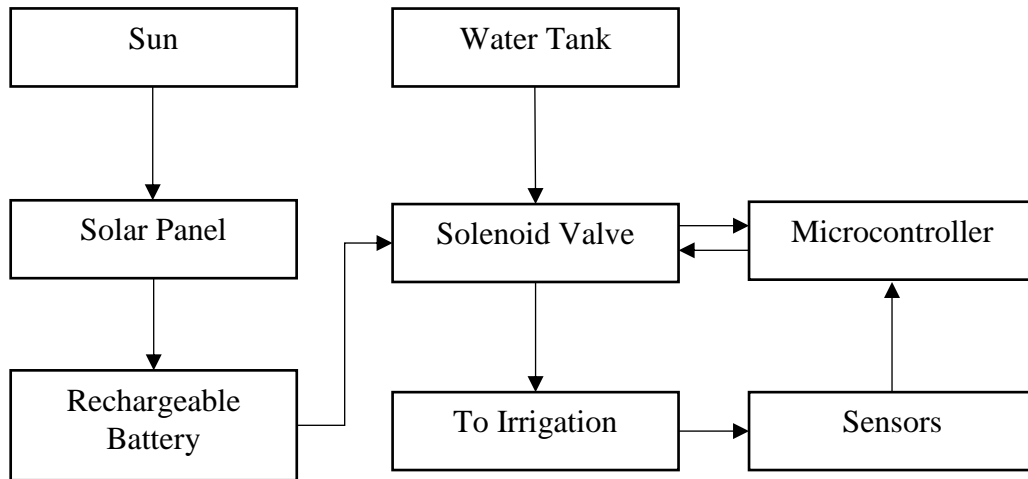 Sun
Water Tank
Solar Panel
Solenoid Valve
Microcontroller
Rechargeable
Battery
To Irrigation
Sensors